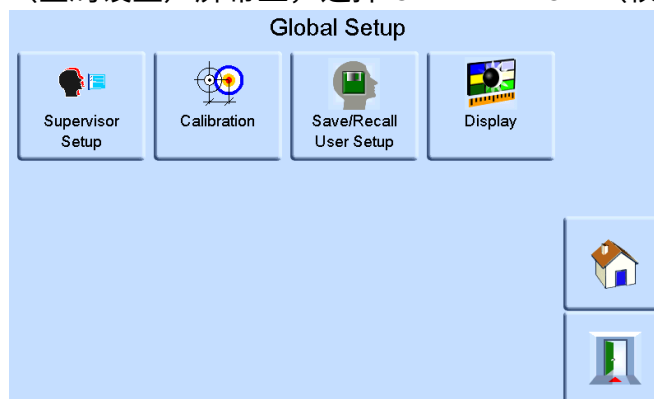 Global Setup
Supervisor
Setup
Calibration
Save/Recall
User Setup
Display